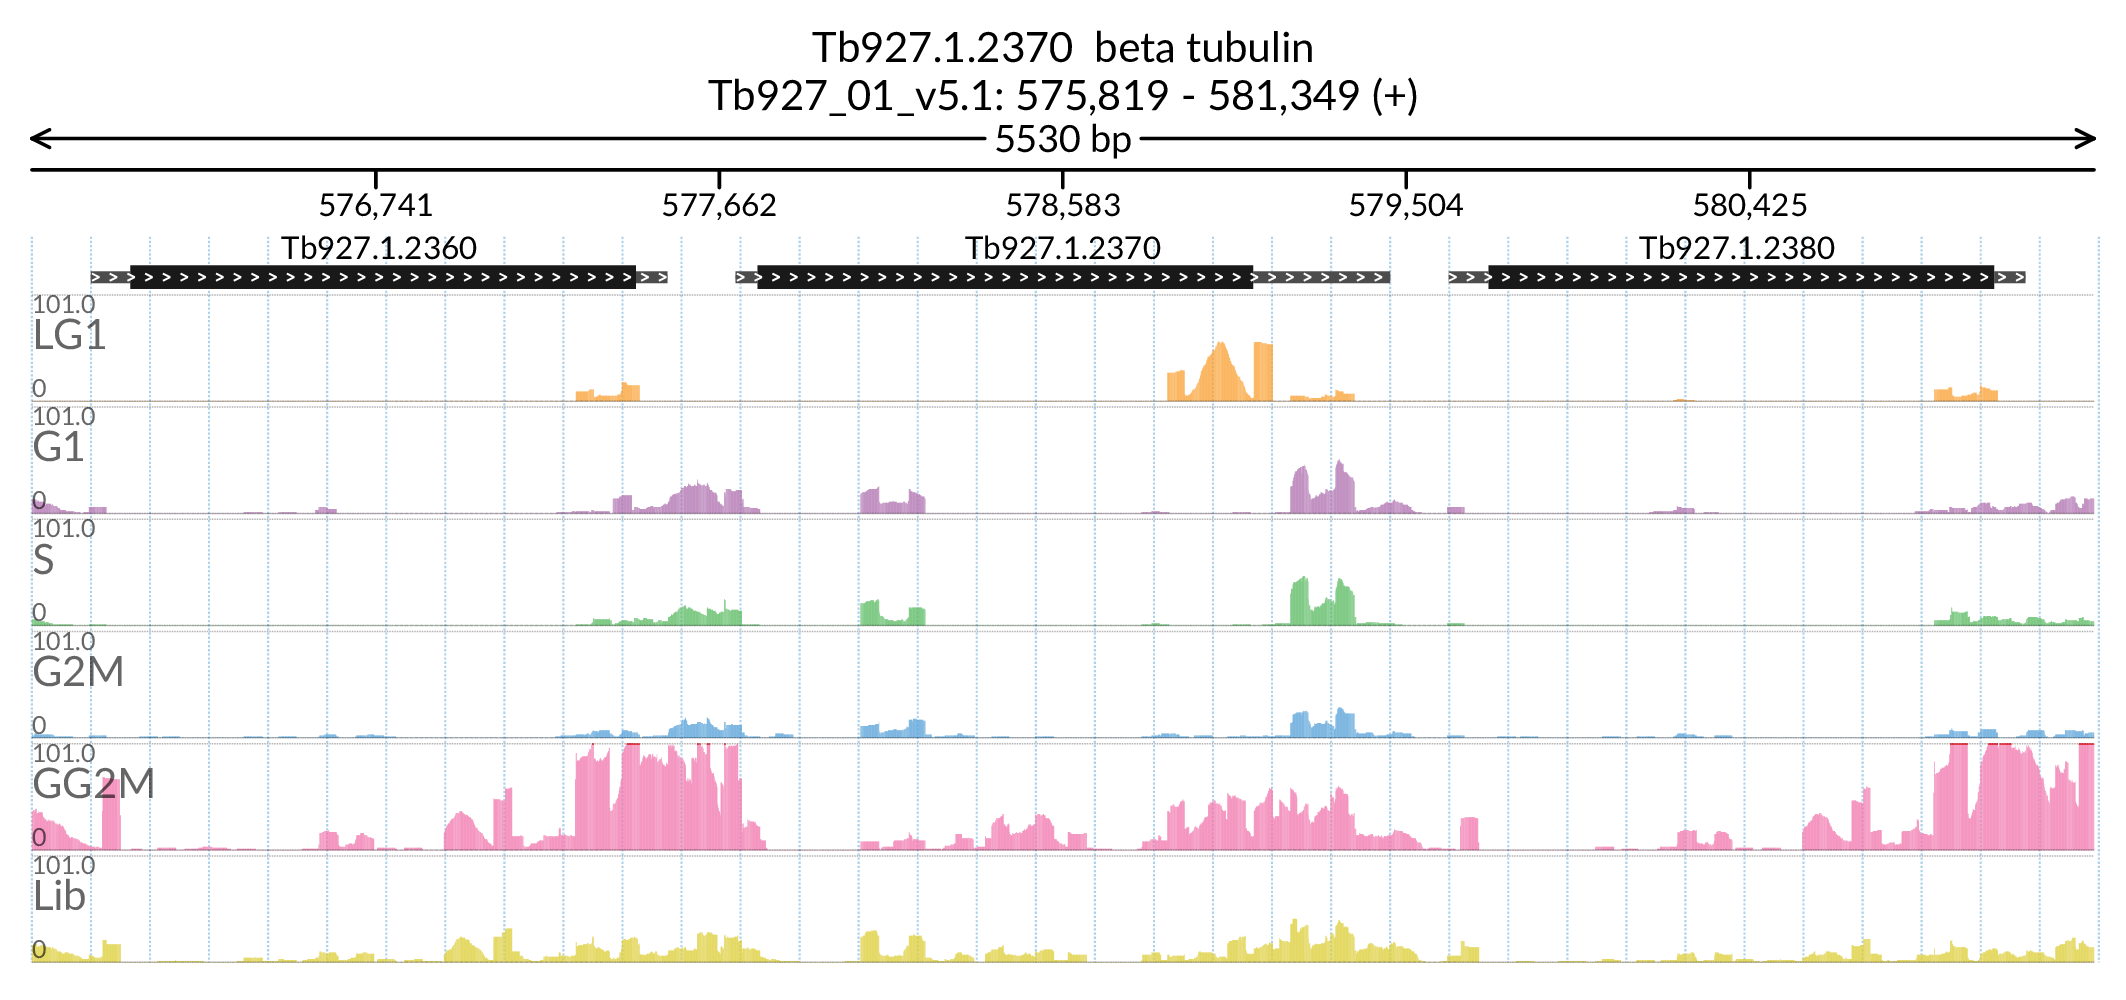 Tb927.1.2370 beta tubulin
Tb927_01_v5.1: 575,819 - 581,349 (+)
5530 bp
576,741 577,662 578,583 579,504 580,425
Tb927.1.2360 Tb927.1.2370 Tb927.1.2380
101.0
LG1
0
101.0
G1
0
101.0
S
0
101.0
G2M
0
101.0
GG2M
0
101.0
Lib
0